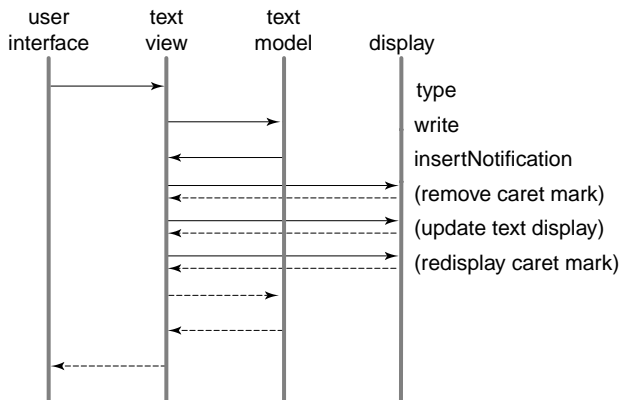 user
interface
text
view
text
model
display
type
write
insertNotification
(remove caret mark)
(update text display)
(redisplay caret mark)